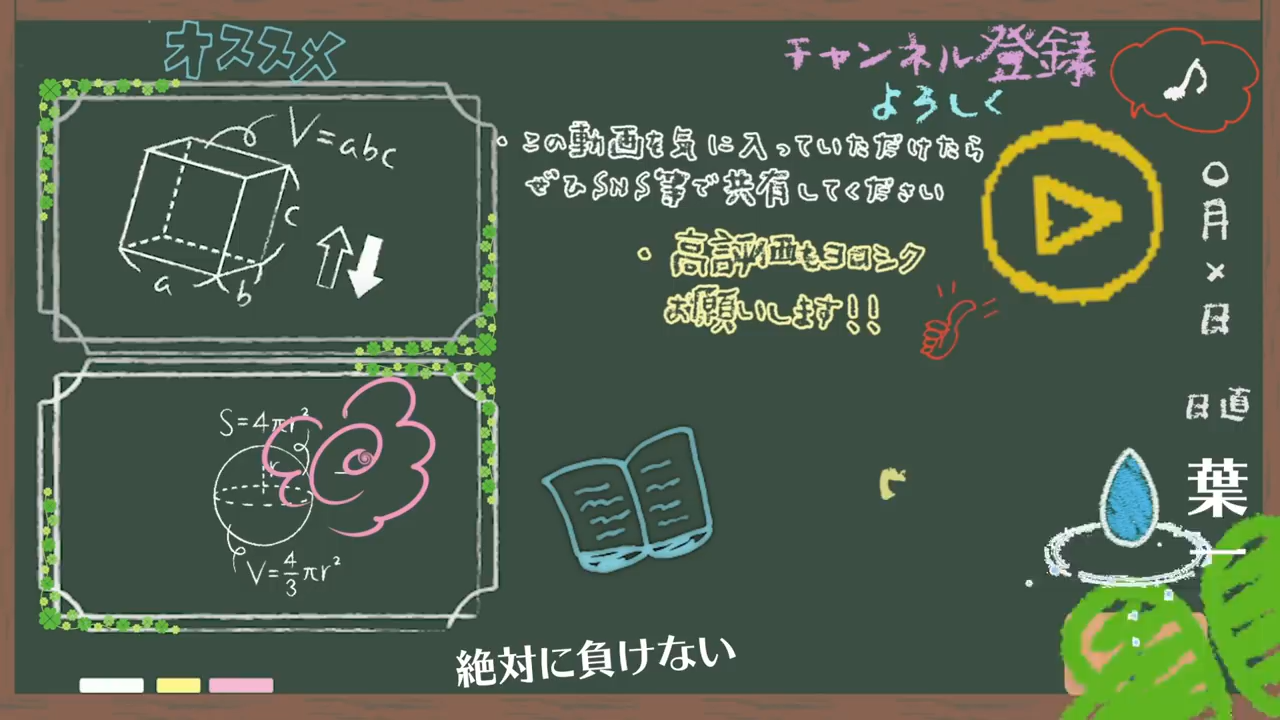 オススメ
V=abc
c
a
b
S=4πr²
r
V=4/3πr²
チャンネル登録
よろしく
・この動画を気に入っていただけたら
ぜひSNS等で共有してください
・高評価もヨロシク
お願いします!!
〇月×日
日直
葉一
絶対に負けない